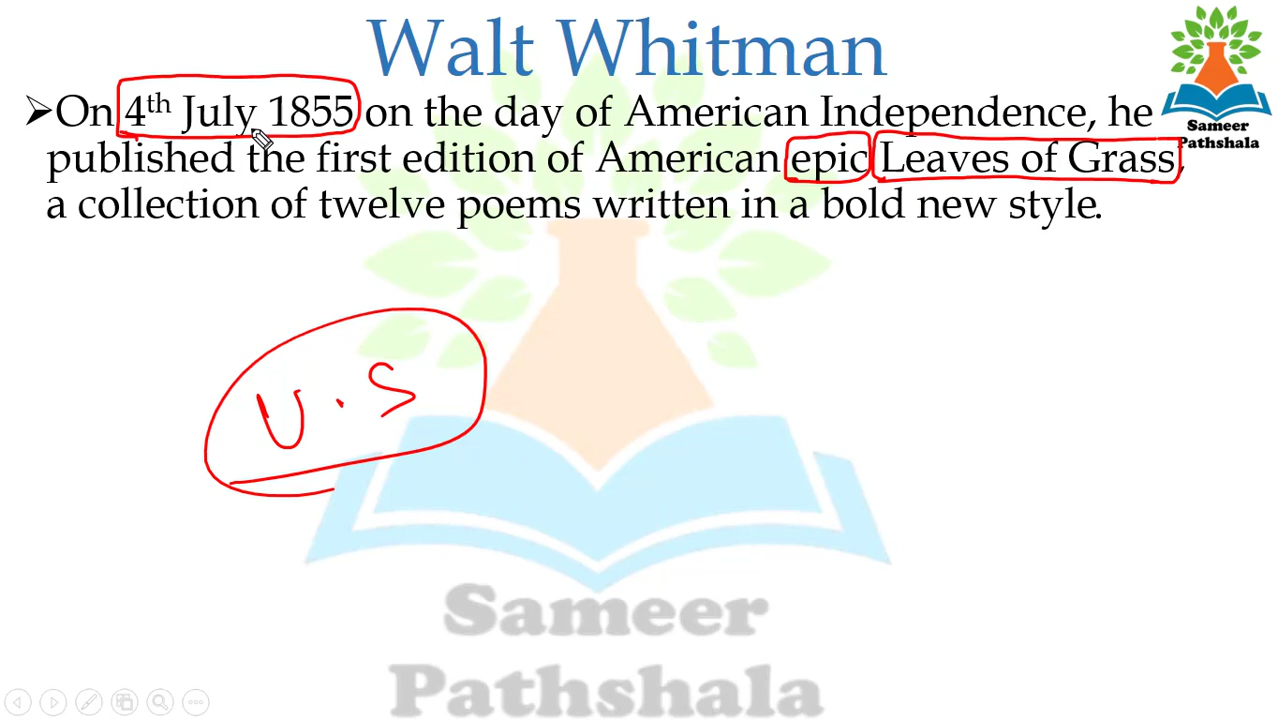 Walt Whitman
➢On 4th July 1855 on the day of American Independence, he
published the first edition of American epic Leaves of Grass,
a collection of twelve poems written in a bold new style.
Sameer
Pathshala
U.S
Sameer
Pathshala